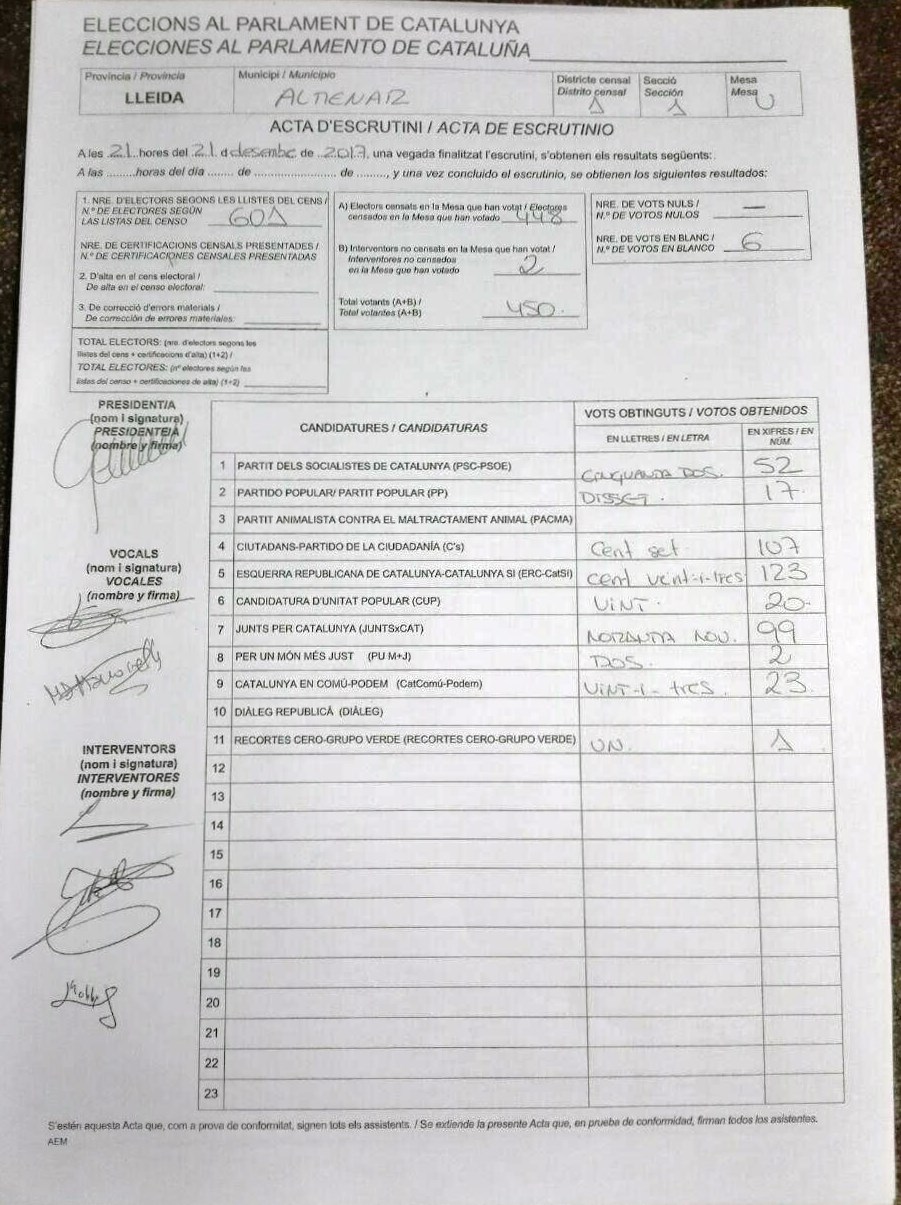 ELECCIONS AL PARLAMENT DE CATALUNYA
ELECCIONES AL PARLAMENTO DE CATALUÑA
Província / Provincia
LLEIDA
Municipi / Municipio
ALMENAR
Districte censal
Distrito censal
1
Secció
Sección
1
Mesa
Mesa
U
ACTA D'ESCRUTINI / ACTA DE ESCRUTINIO
A les 21 hores del 21 d desembre de 2017, una vegada finalitzat l'escrutini, s'obtenen els resultats següents:
A las .........horas del día ....... de ........................ de ........., y una vez concluido el escrutinio, se obtienen los siguientes resultados:
1. NRE. D'ELECTORS SEGONS LES LLISTES DEL CENS /
N.º DE ELECTORES SEGÚN
LAS LISTAS DEL CENSO 601
NRE. DE CERTIFICACIONS CENSALS PRESENTADES /
N.º DE CERTIFICACIONES CENSALES PRESENTADAS
2. D'alta en el cens electoral /
De alta en el censo electoral:
3. De correcció d'errors materials /
De corrección de errores materiales:
TOTAL ELECTORS: (nre. d'electors segons les
llistes del cens + certificacions d'alta) (1+2) /
TOTAL ELECTORES: (nº electores según las
listas del censo + certificaciones de alta) (1+2)
A) Electors censats en la Mesa que han votat / Electores
censados en la Mesa que han votado 448
B) Interventors no censats en la Mesa que han votat /
Interventores no censados
en la Mesa que han votado 2
Total votants (A+B) /
Total votantes (A+B) 450.
NRE. DE VOTS NULS /
N.º DE VOTOS NULOS —
NRE. DE VOTS EN BLANC /
N.º DE VOTOS EN BLANCO 6
PRESIDENT/A
(nom i signatura)
PRESIDENTE/A
(nombre y firma)
VOCALS
(nom i signatura)
VOCALES
(nombre y firma)
INTERVENTORS
(nom i signatura)
INTERVENTORES
(nombre y firma)
CANDIDATURES / CANDIDATURAS
VOTS OBTINGUTS / VOTOS OBTENIDOS
EN LLETRES / EN LETRA
EN XIFRES / EN NÚM.
1 PARTIT DELS SOCIALISTES DE CATALUNYA (PSC-PSOE) CINQUANTA DOS. 52
2 PARTIDO POPULAR/ PARTIT POPULAR (PP) DISSET. 17.
3 PARTIT ANIMALISTA CONTRA EL MALTRACTAMENT ANIMAL (PACMA)
4 CIUTADANS-PARTIDO DE LA CIUDADANÍA (C's) Cent set 107
5 ESQUERRA REPUBLICANA DE CATALUNYA-CATALUNYA SÍ (ERC-CatSí) cent vint-i-tres 123
6 CANDIDATURA D'UNITAT POPULAR (CUP) VINT. 20.
7 JUNTS PER CATALUNYA (JUNTSxCAT) NORANTA NOU. 99
8 PER UN MÓN MÉS JUST (PU M+J) DOS. 2
9 CATALUNYA EN COMÚ-PODEM (CatComú-Podem) VINT-I-tres. 23.
10 DIÀLEG REPUBLICÀ (DIÀLEG)
11 RECORTES CERO-GRUPO VERDE (RECORTES CERO-GRUPO VERDE) UN. 1
12
13
14
15
16
17
18
19
20
21
22
23
S'estén aquesta Acta que, com a prova de conformitat, signen tots els assistents. / Se extiende la presente Acta que, en prueba de conformidad, firman todos los asistentes.
AEM